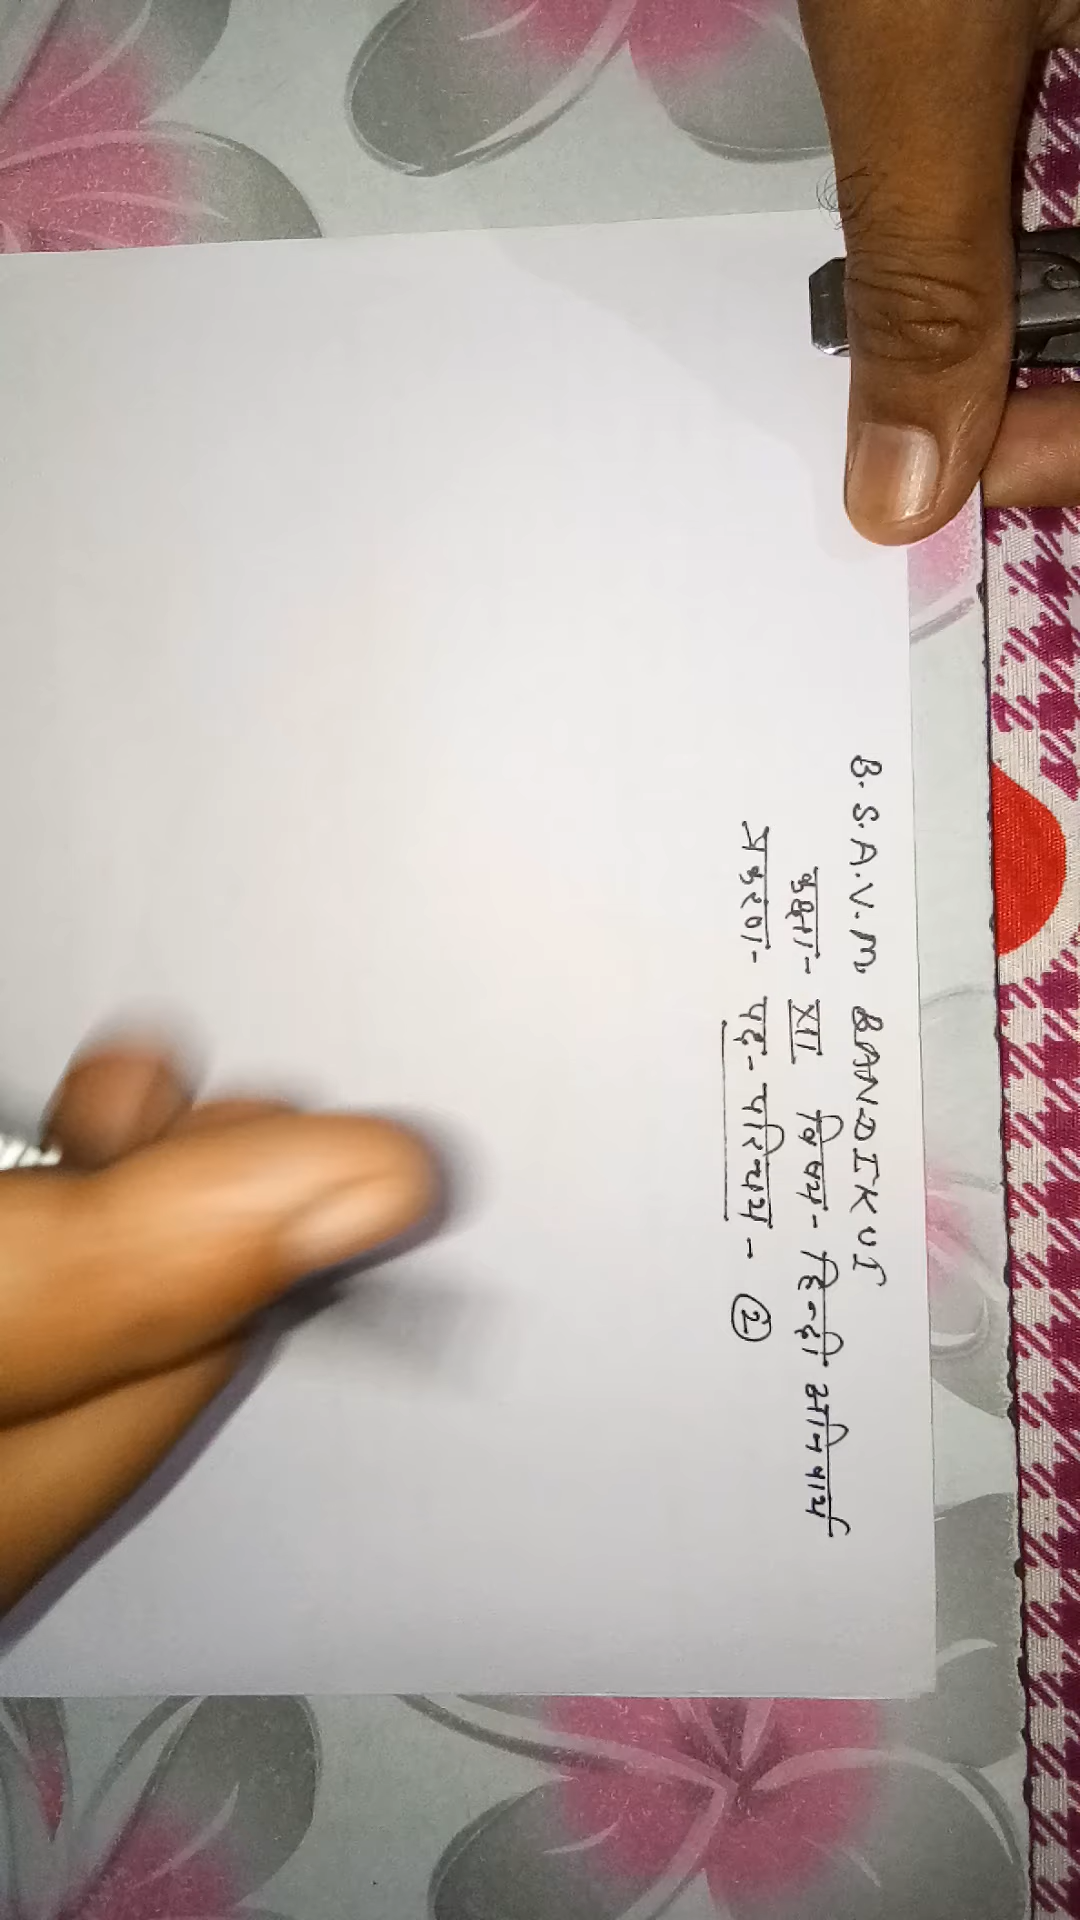 B.S.A.V.M. BANDIKUI
कक्षा- XII विषय- हिन्दी अनिवार्य
प्रकरण- पद- परिचय- 2